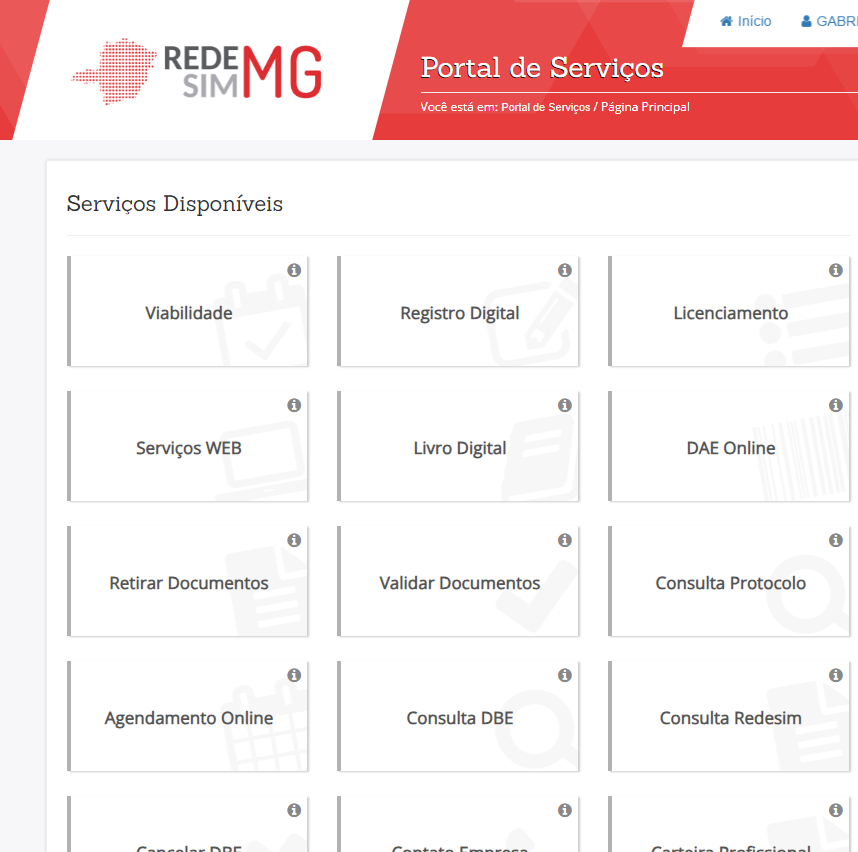 Início GABRI
REDE
SIM MG
Portal de Serviços
Você está em: Portal de Serviços / Página Principal
Serviços Disponíveis
Viabilidade
Registro Digital
Licenciamento
Serviços WEB
Livro Digital
DAE Online
Retirar Documentos
Validar Documentos
Consulta Protocolo
Agendamento Online
Consulta DBE
Consulta Redesim
Cancelar DBE
Contato Empresa
Carteira Profissional